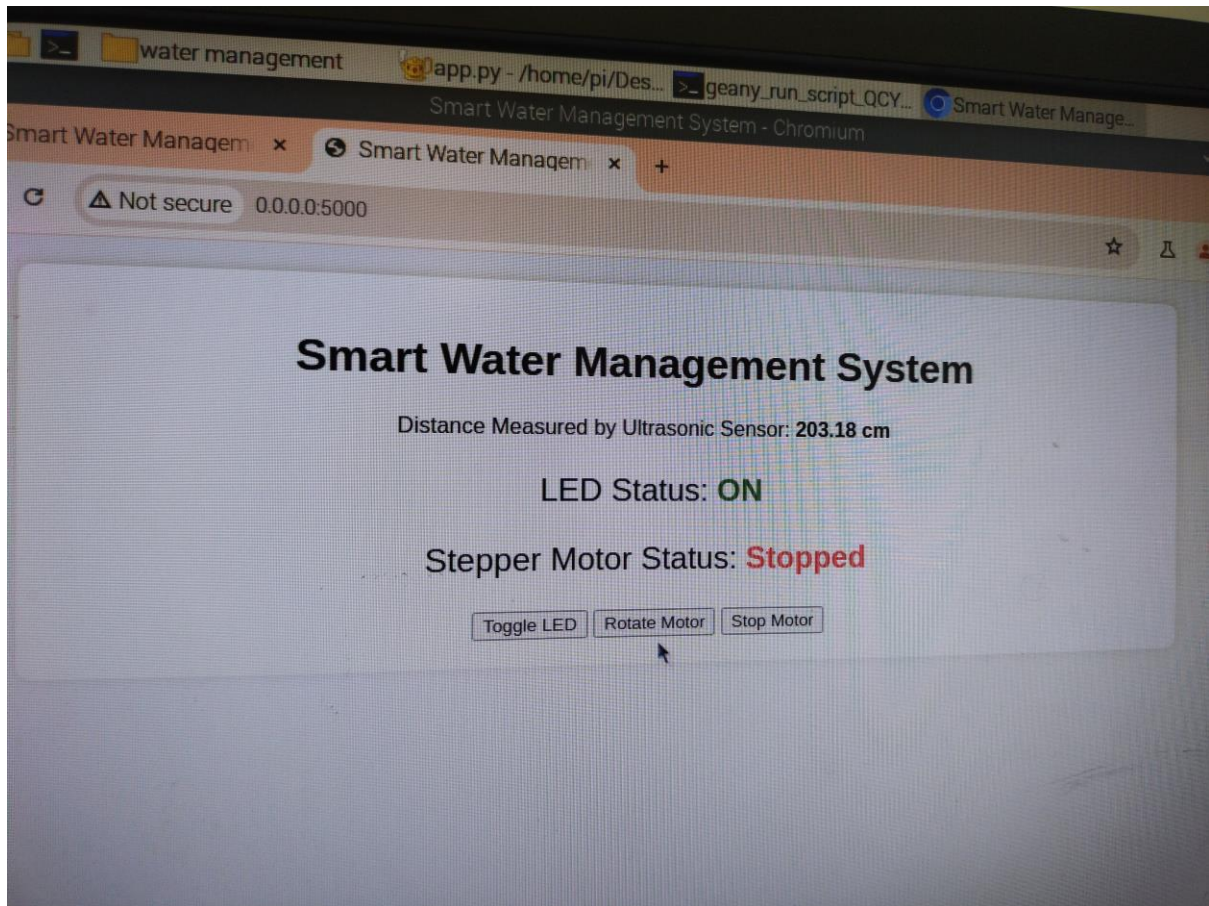 water management app.py - /home/pi/Des... geany_run_script_QCY... Smart Water Manage...
Smart Water Management System - Chromium
Smart Water Managem × Smart Water Managem × +
Not secure 0.0.0.0:5000
Smart Water Management System
Distance Measured by Ultrasonic Sensor: 203.18 cm
LED Status: ON
Stepper Motor Status: Stopped
Toggle LED Rotate Motor Stop Motor